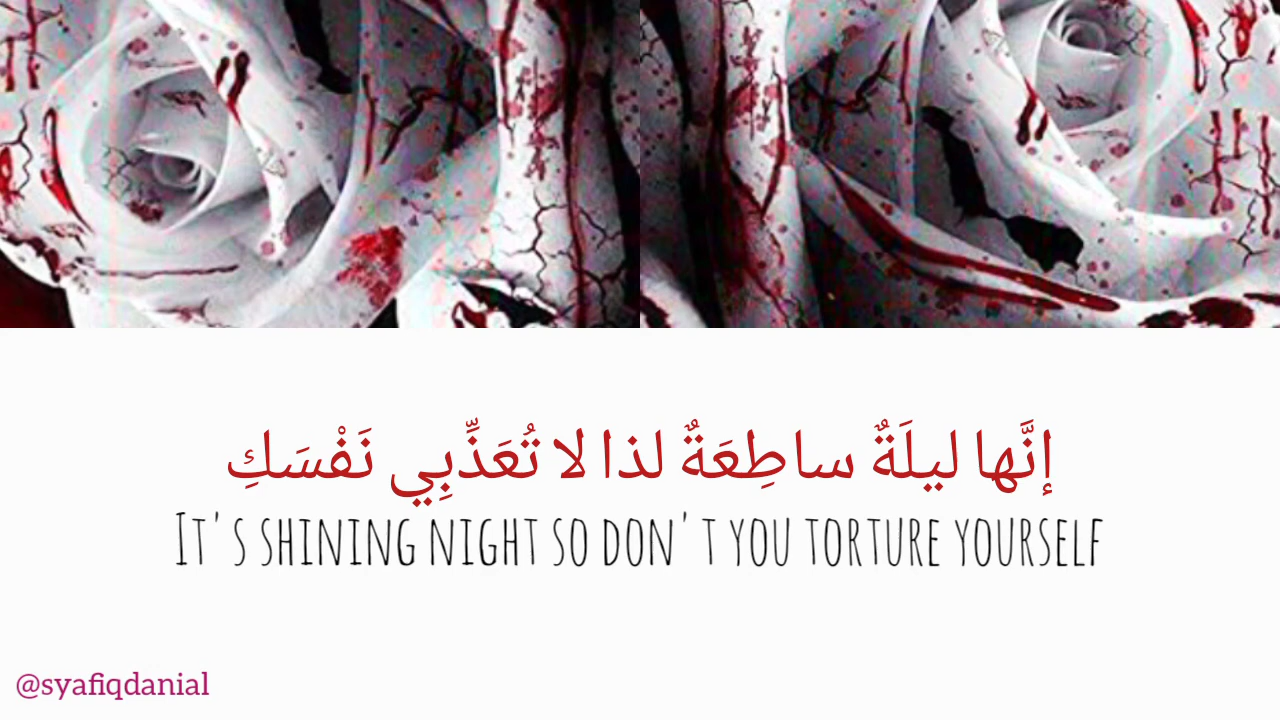 إنَّها ليلَةٌ ساطِعَةٌ لذا لا تُعَذِّبِي نَفْسَكِ
It's shining night so don't you torture yourself
@syafiqdanial